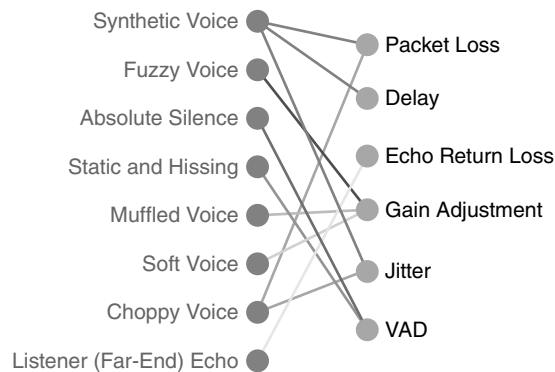 Synthetic Voice
Fuzzy Voice
Absolute Silence
Static and Hissing
Muffled Voice
Soft Voice
Choppy Voice
Listener (Far-End) Echo
Packet Loss
Delay
Echo Return Loss
Gain Adjustment
Jitter
VAD